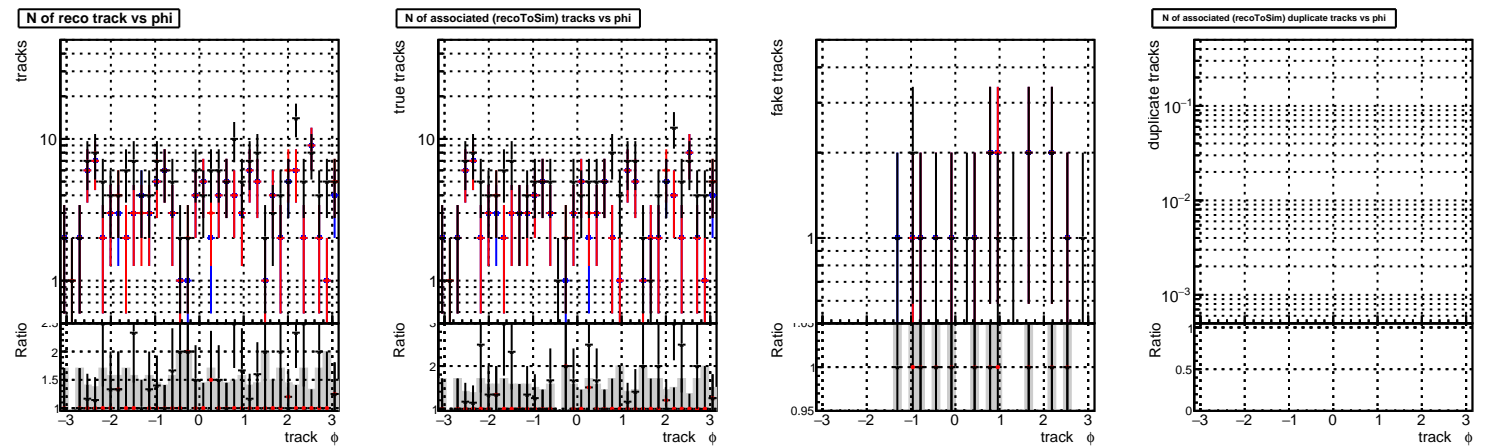 N of reco track vs phi
tracks
10
1
Ratio
2.5
2
1.5
1
−3 −2 −1 0 1 2 3
track ϕ
N of associated (recoToSim) tracks vs phi
true tracks
10
1
Ratio
3
2
1
−3 −2 −1 0 1 2 3
track ϕ
fake tracks
1
Ratio
1.05
1
0.95
−3 −2 −1 0 1 2 3
track ϕ
N of associated (recoToSim) duplicate tracks vs phi
duplicate tracks
10−1
10−2
10−3
Ratio
1
0.5
0
−3 −2 −1 0 1 2 3
track ϕ